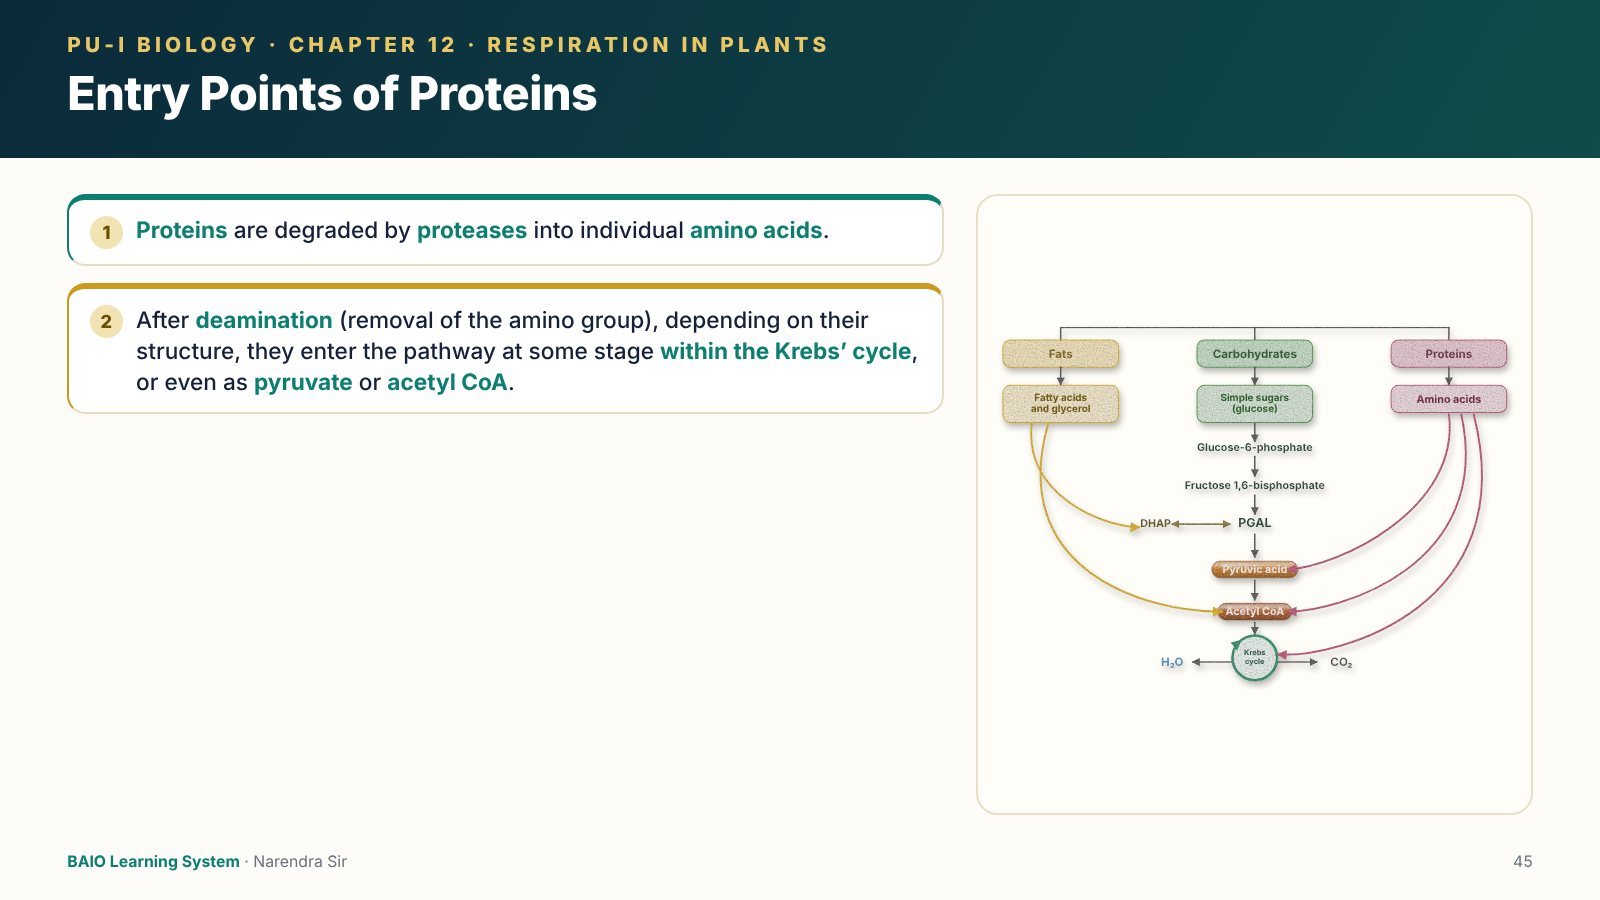 PU-I BIOLOGY · CHAPTER 12 · RESPIRATION IN PLANTS
Entry Points of Proteins
1 Proteins are degraded by proteases into individual amino acids.
2 After deamination (removal of the amino group), depending on their
structure, they enter the pathway at some stage within the Krebs’ cycle,
or even as pyruvate or acetyl CoA.
Fats Carbohydrates Proteins
Fatty acids
and glycerol
Simple sugars
(glucose)
Amino acids
Glucose-6-phosphate
Fructose 1,6-bisphosphate
DHAP PGAL
Pyruvic acid
Acetyl CoA
Krebs
cycle
H₂O CO₂
BAIO Learning System · Narendra Sir 45